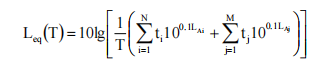 L_eq(T) = 10lg[ 1/T ( ∑_{i=1}^{N} t_i 10^{0.1L_{Ai}} + ∑_{j=1}^{M} t_j 10^{0.1L_{Aj}} ) ]